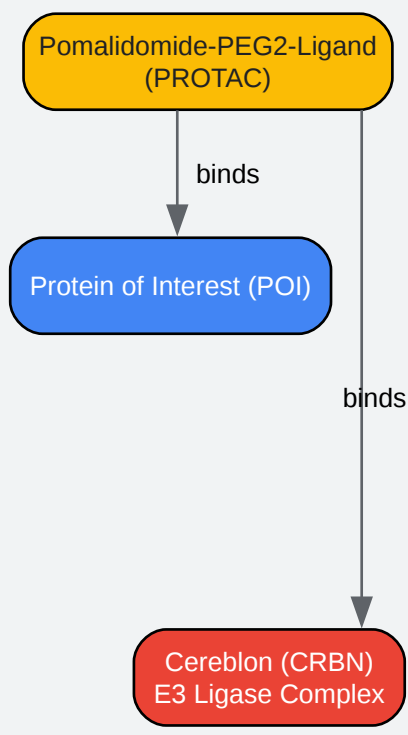 Pomalidomide-PEG2-Ligand
(PROTAC)
binds
Protein of Interest (POI)
binds
Cereblon (CRBN)
E3 Ligase Complex